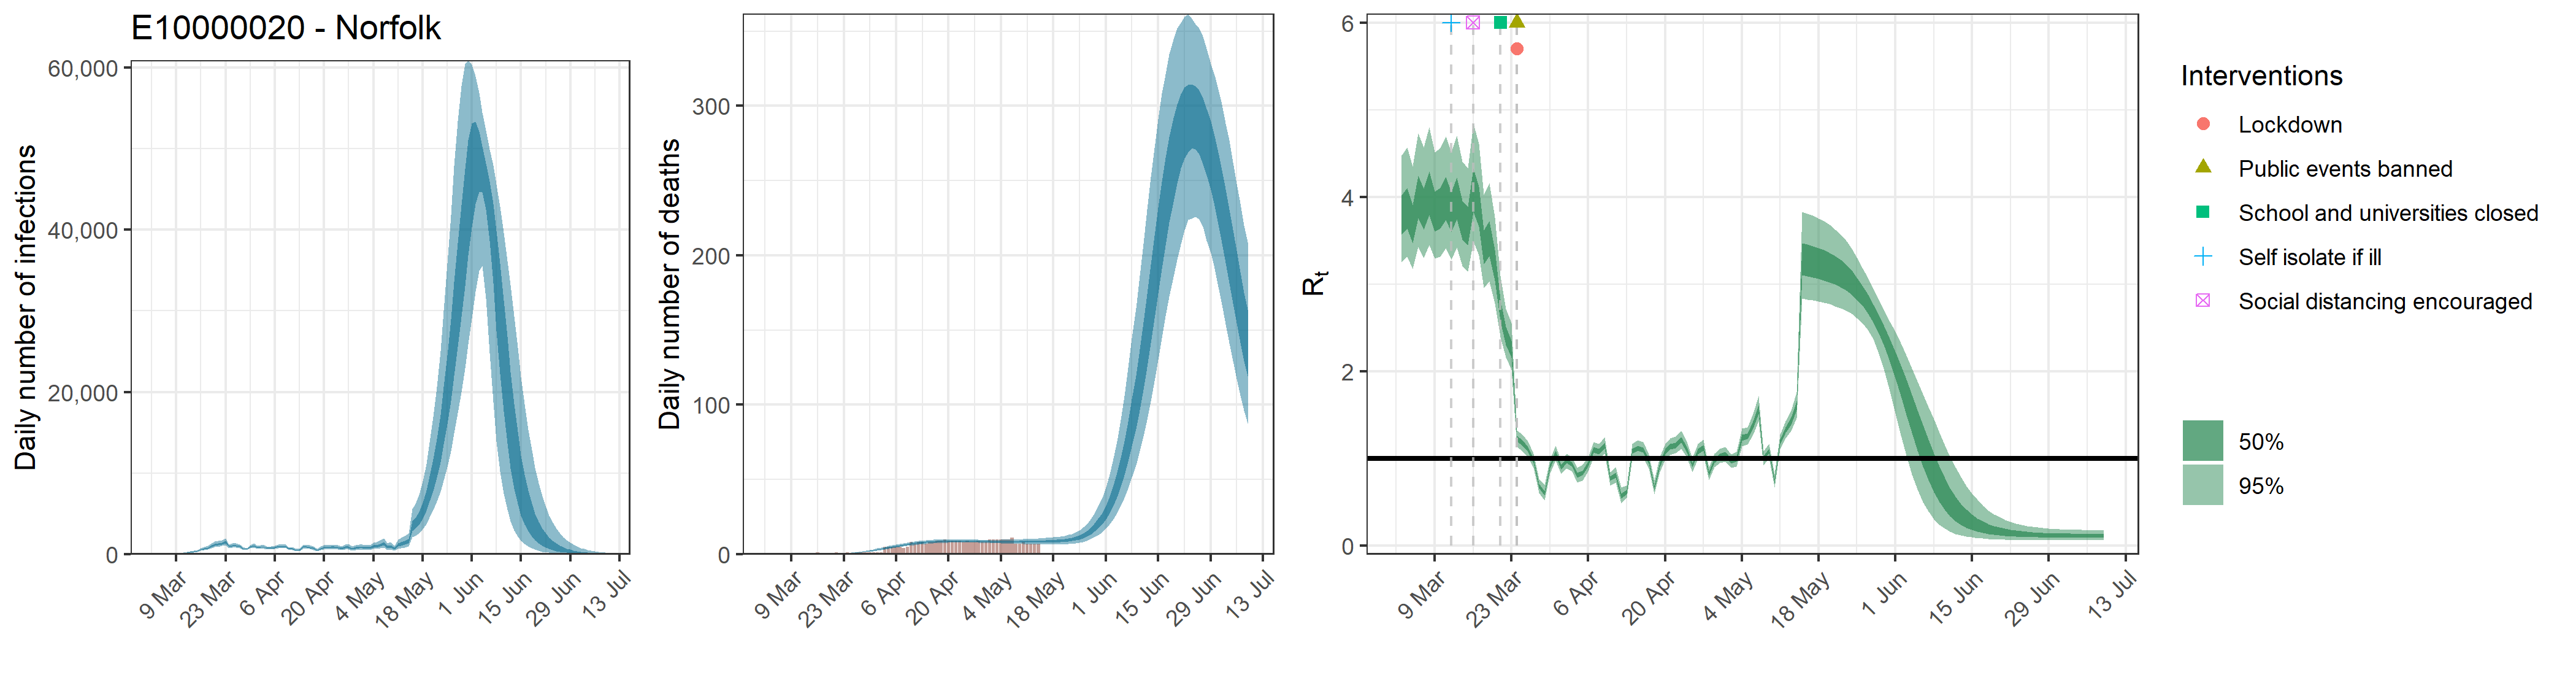 E10000020 - Norfolk
Daily number of infections
60,000
40,000
20,000
0
9 Mar
23 Mar
6 Apr
20 Apr
4 May
18 May
1 Jun
15 Jun
29 Jun
13 Jul
Daily number of deaths
300
200
100
0
9 Mar
23 Mar
6 Apr
20 Apr
4 May
18 May
1 Jun
15 Jun
29 Jun
13 Jul
Rt
6
4
2
0
9 Mar
23 Mar
6 Apr
20 Apr
4 May
18 May
1 Jun
15 Jun
29 Jun
13 Jul
Interventions
Lockdown
Public events banned
School and universities closed
Self isolate if ill
Social distancing encouraged
50%
95%